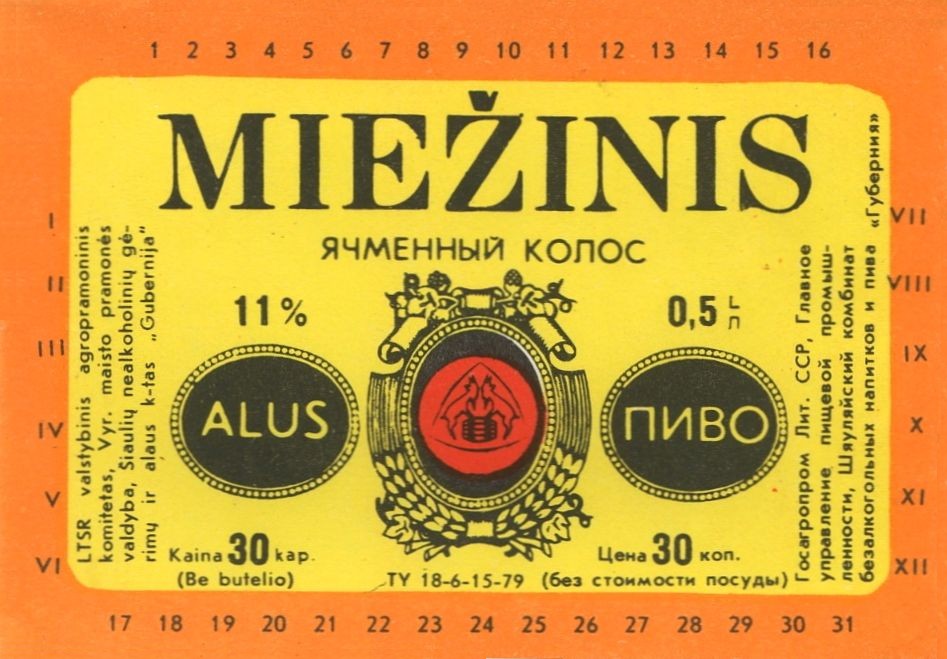 1 2 3 4 5 6 7 8 9 10 11 12 13 14 15 16
MIEŽINIS
ЯЧМЕННЫЙ КОЛОС
11%
0,5 L
л
ALUS
ПИВО
Kaina 30 kap.
(Be butelio)
Цена 30 коп.
(без стоимости посуды)
ТУ 18-6-15-79
LTSR valstybinis agropramoninis
komitetas, Vyr. maisto pramonės
valdyba, Šiaulių nealkoholinių gė-
rimų ir alaus k-tas „Gubernija"
Госагропром Лит. ССР, Главное
управление пищевой промыш-
ленности, Шяуляйский комбинат
безалкогольных напитков и пива «Губерния»
I
II
III
IV
V
VI
VII
VIII
IX
X
XI
XII
17 18 19 20 21 22 23 24 25 26 27 28 29 30 31